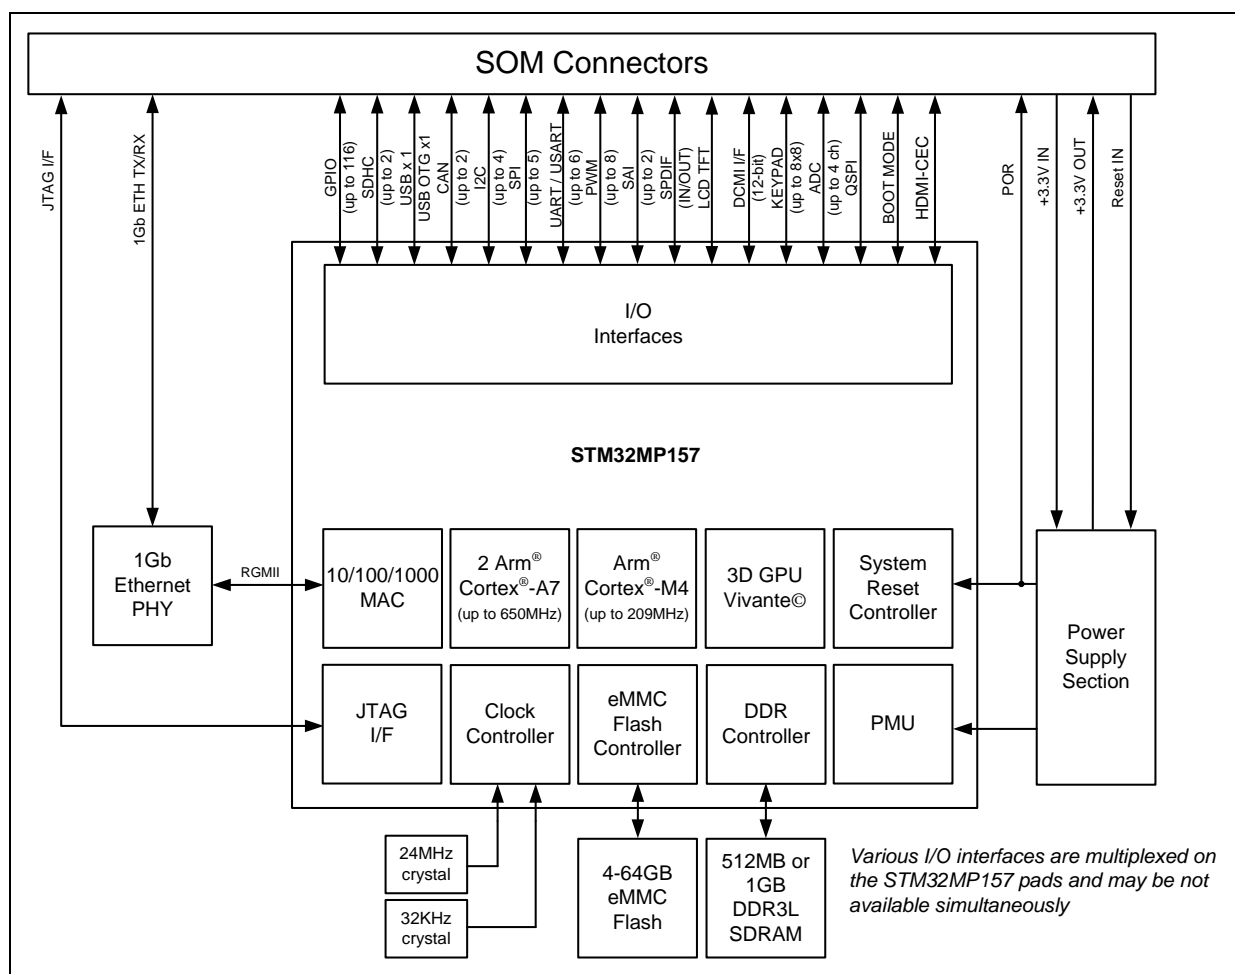 SOM Connectors
JTAG I/F
1Gb ETH TX/RX
GPIO
(up to 116)
SDHC
(up to 2)
USB x 1
USB OTG x1
CAN
(up to 2)
I2C
(up to 4)
SPI
(up to 5)
UART / USART
(up to 6)
PWM
(up to 8)
SAI
(up to 2)
SPDIF
(IN/OUT)
LCD TFT
DCMI I/F
(12-bit)
KEYPAD
(up to 8x8)
ADC
(up to 4 ch)
QSPI
BOOT MODE
HDMI-CEC
POR
+3.3V IN
+3.3V OUT
Reset IN
I/O
Interfaces
STM32MP157
1Gb
Ethernet
PHY
RGMII
10/100/1000
MAC
2 Arm®
Cortex®-A7
(up to 650MHz)
Arm®
Cortex®-M4
(up to 209MHz)
3D GPU
Vivante©
System
Reset
Controller
Power
Supply
Section
JTAG
I/F
Clock
Controller
eMMC
Flash
Controller
DDR
Controller
PMU
24MHz
crystal
32KHz
crystal
4-64GB
eMMC
Flash
512MB or
1GB
DDR3L
SDRAM
Various I/O interfaces are multiplexed on
the STM32MP157 pads and may be not
available simultaneously